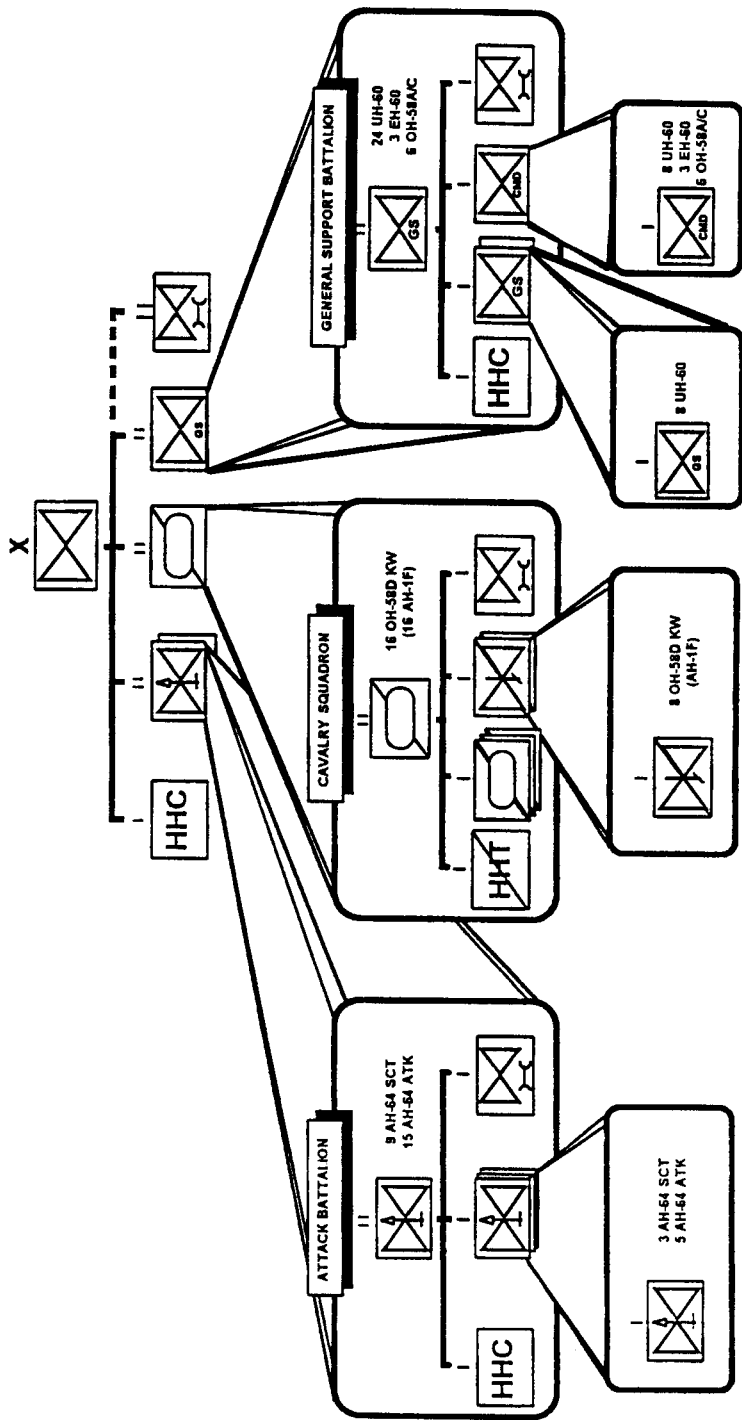 X
HHC
GS
ATTACK BATTALION
9 AH-64 SCT
15 AH-64 ATK
HHC
3 AH-64 SCT
5 AH-64 ATK
CAVALRY SQUADRON
16 OH-58D KW
(16 AH-1F)
HHT
8 OH-58D KW
(AH-1F)
GENERAL SUPPORT BATTALION
24 UH-60
3 EH-60
6 OH-58A/C
GS
HHC
GS
CMD
8 UH-60
GS
8 UH-60
3 EH-60
6 OH-58A/C
CMD